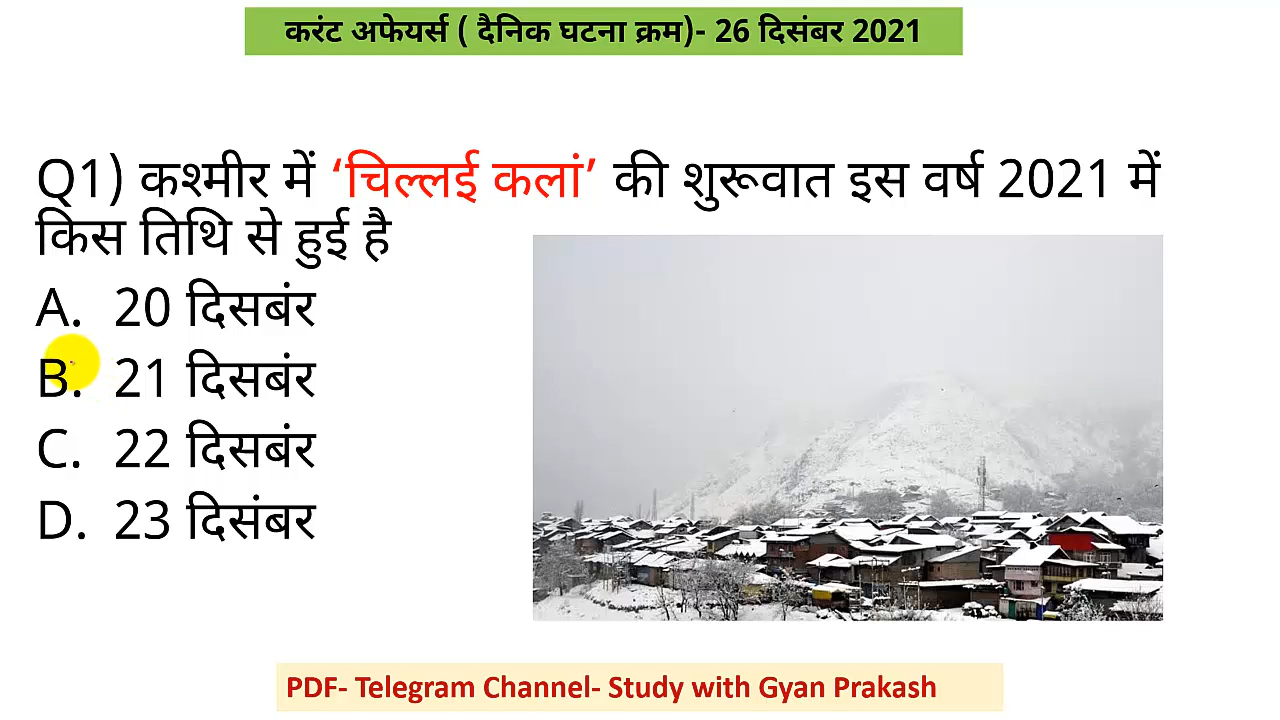 करंट अफेयर्स ( दैनिक घटना क्रम)- 26 दिसंबर 2021
Q1) कश्मीर में ‘चिल्लई कलां’ की शुरूवात इस वर्ष 2021 में
किस तिथि से हुई है
A. 20 दिसबंर
B. 21 दिसबंर
C. 22 दिसबंर
D. 23 दिसंबर
PDF- Telegram Channel- Study with Gyan Prakash